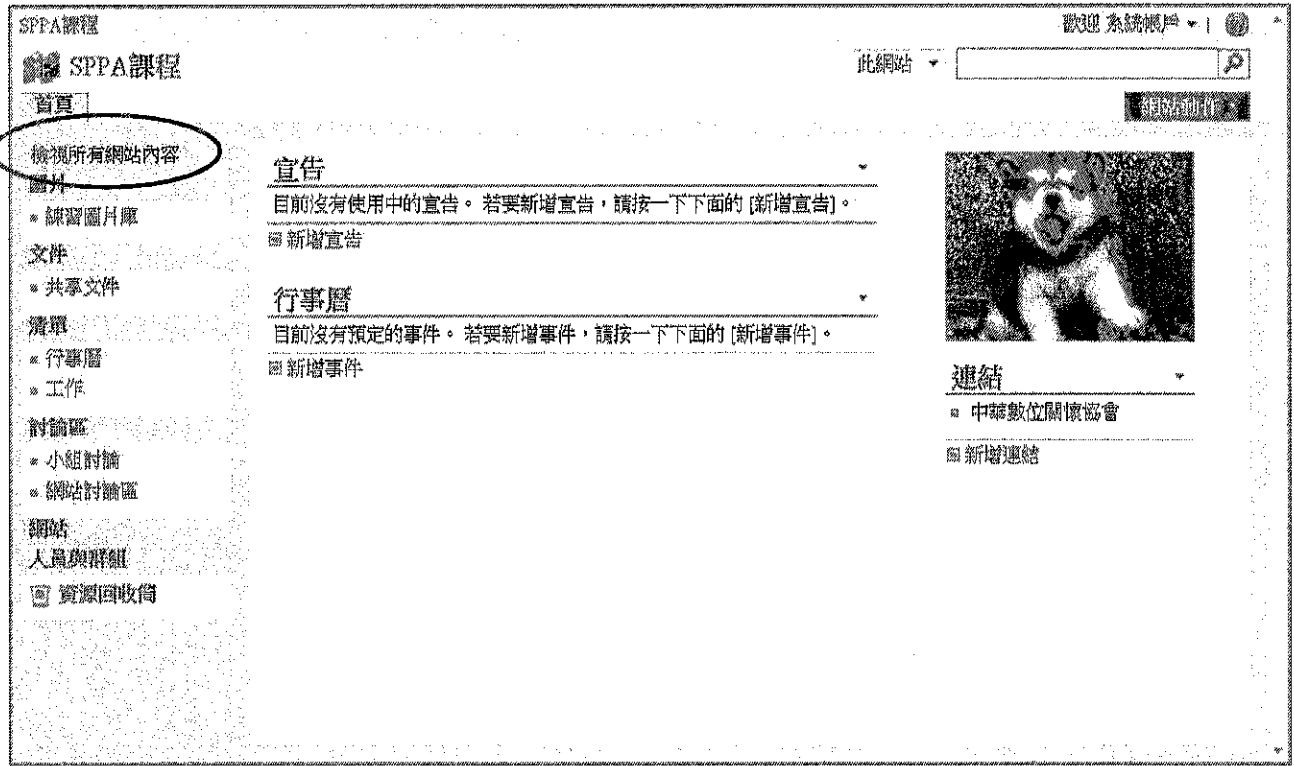 SPPA課程
歡迎 系統帳戶
SPPA課程
此網站
首頁
網站動作
檢視所有網站內容
圖片
練習圖片庫
文件
共享文件
清單
行事曆
工作
討論區
小組討論
網站討論區
網站
人員與群組
資源回收筒
宣告
目前沒有使用中的宣告。 若要新增宣告，請按一下下面的 [新增宣告]。
新增宣告
行事曆
目前沒有預定的事件。 若要新增事件，請按一下下面的 [新增事件]。
新增事件
連結
中華數位關懷協會
新增連結